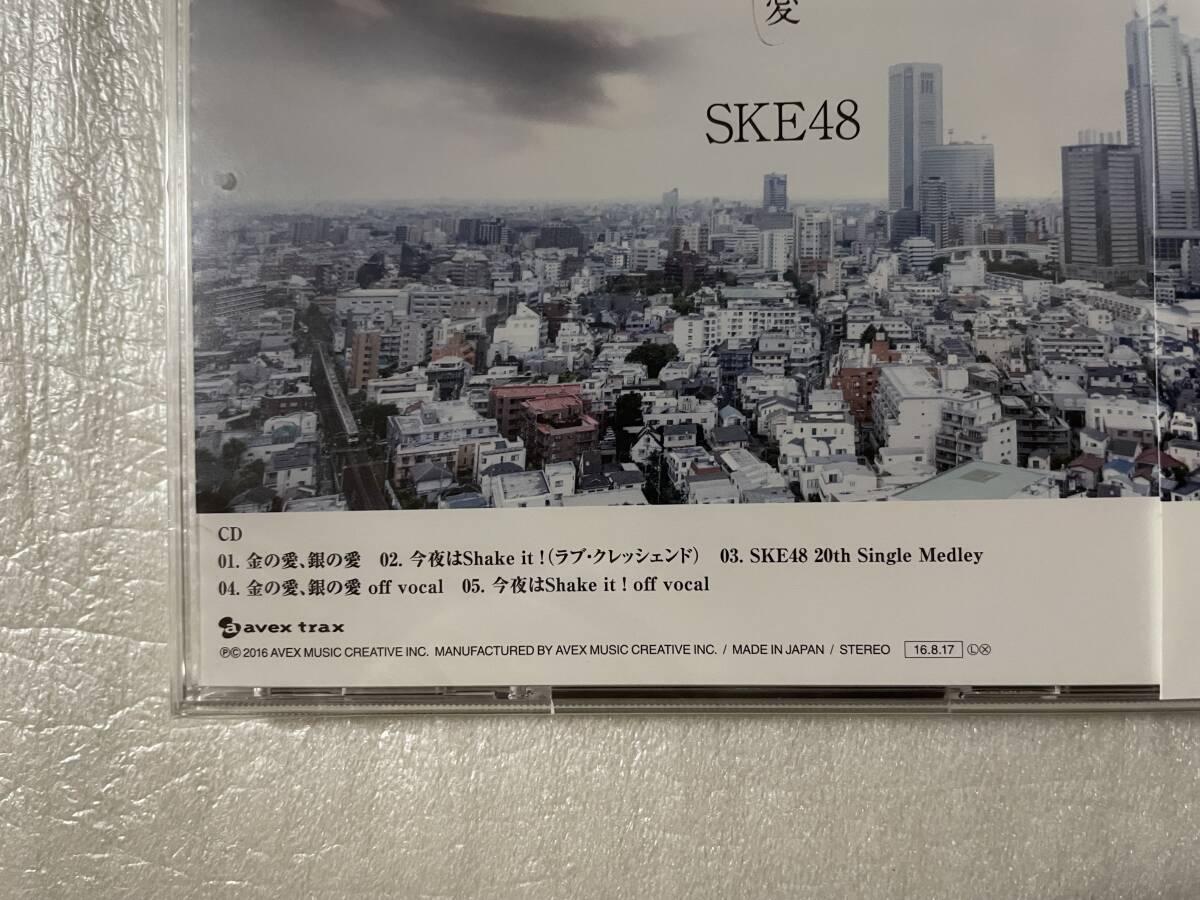 愛
SKE48
CD
01. 金の愛、銀の愛 02. 今夜はShake it！(ラブ・クレッシェンド) 03. SKE48 20th Single Medley
04. 金の愛、銀の愛 off vocal 05. 今夜はShake it！off vocal
avex trax
ⓅⒸ 2016 AVEX MUSIC CREATIVE INC. MANUFACTURED BY AVEX MUSIC CREATIVE INC. / MADE IN JAPAN / STEREO 16.8.17 Ⓛⓧ